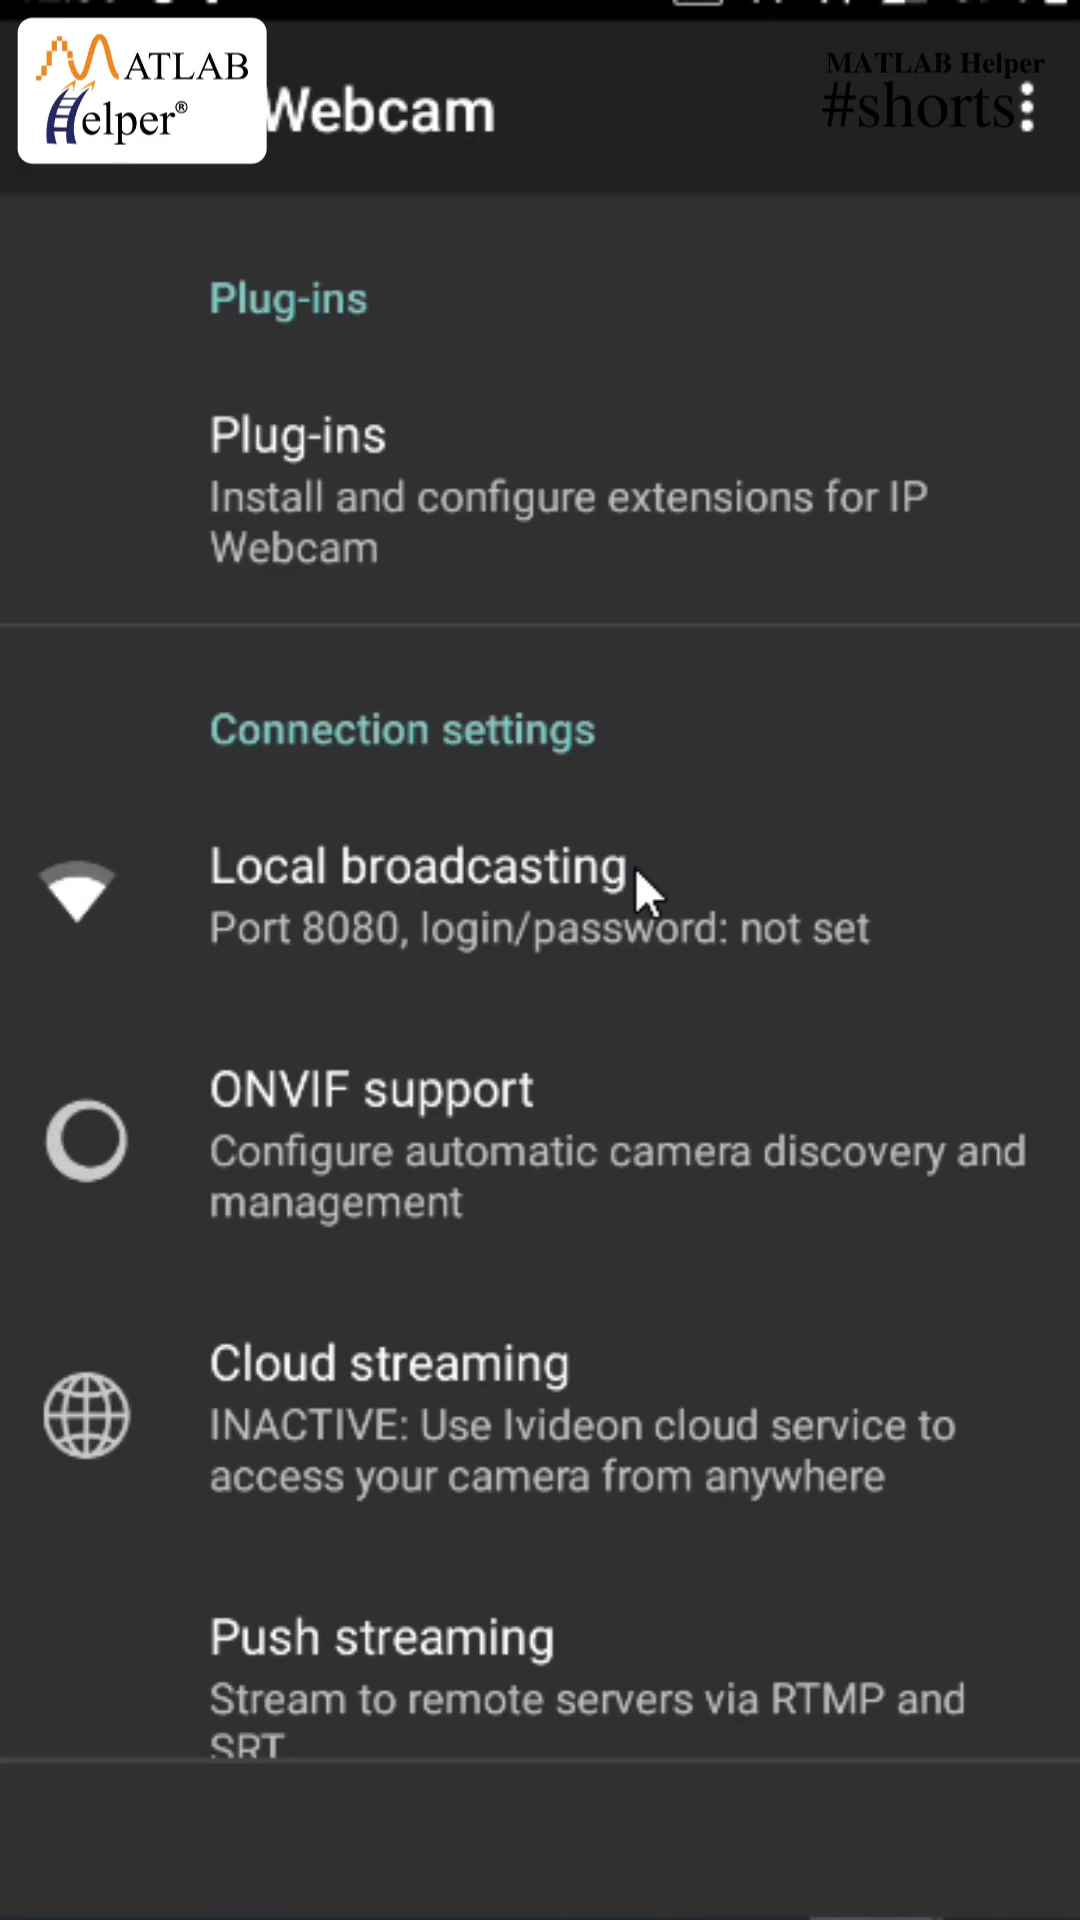 MATLAB
Helper®
Webcam
MATLAB Helper
#shorts
Plug-ins
Plug-ins
Install and configure extensions for IP
Webcam
Connection settings
Local broadcasting
Port 8080, login/password: not set
ONVIF support
Configure automatic camera discovery and
management
Cloud streaming
INACTIVE: Use Ivideon cloud service to
access your camera from anywhere
Push streaming
Stream to remote servers via RTMP and
SRT